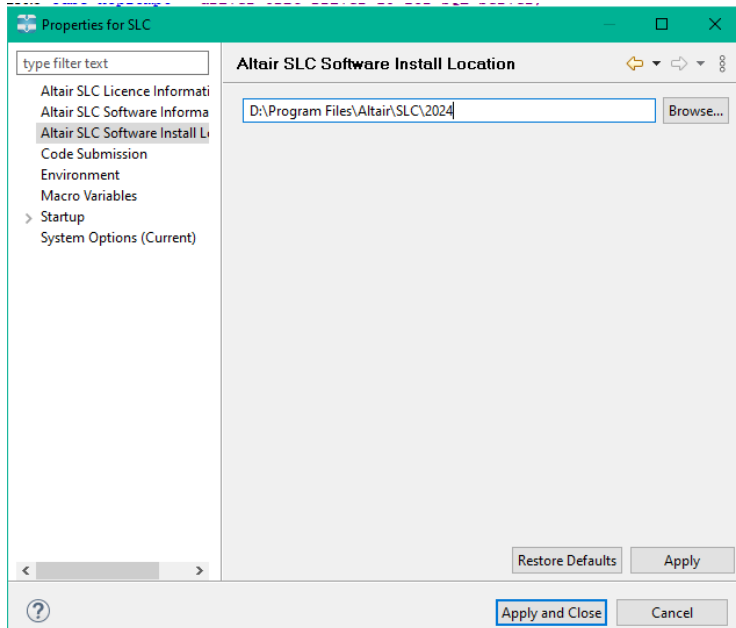 Properties for SLC
type filter text
Altair SLC Licence Informati
Altair SLC Software Informa
Altair SLC Software Install L
Code Submission
Environment
Macro Variables
Startup
System Options (Current)
Altair SLC Software Install Location
D:\Program Files\Altair\SLC\2024
Browse...
Restore Defaults
Apply
Apply and Close
Cancel